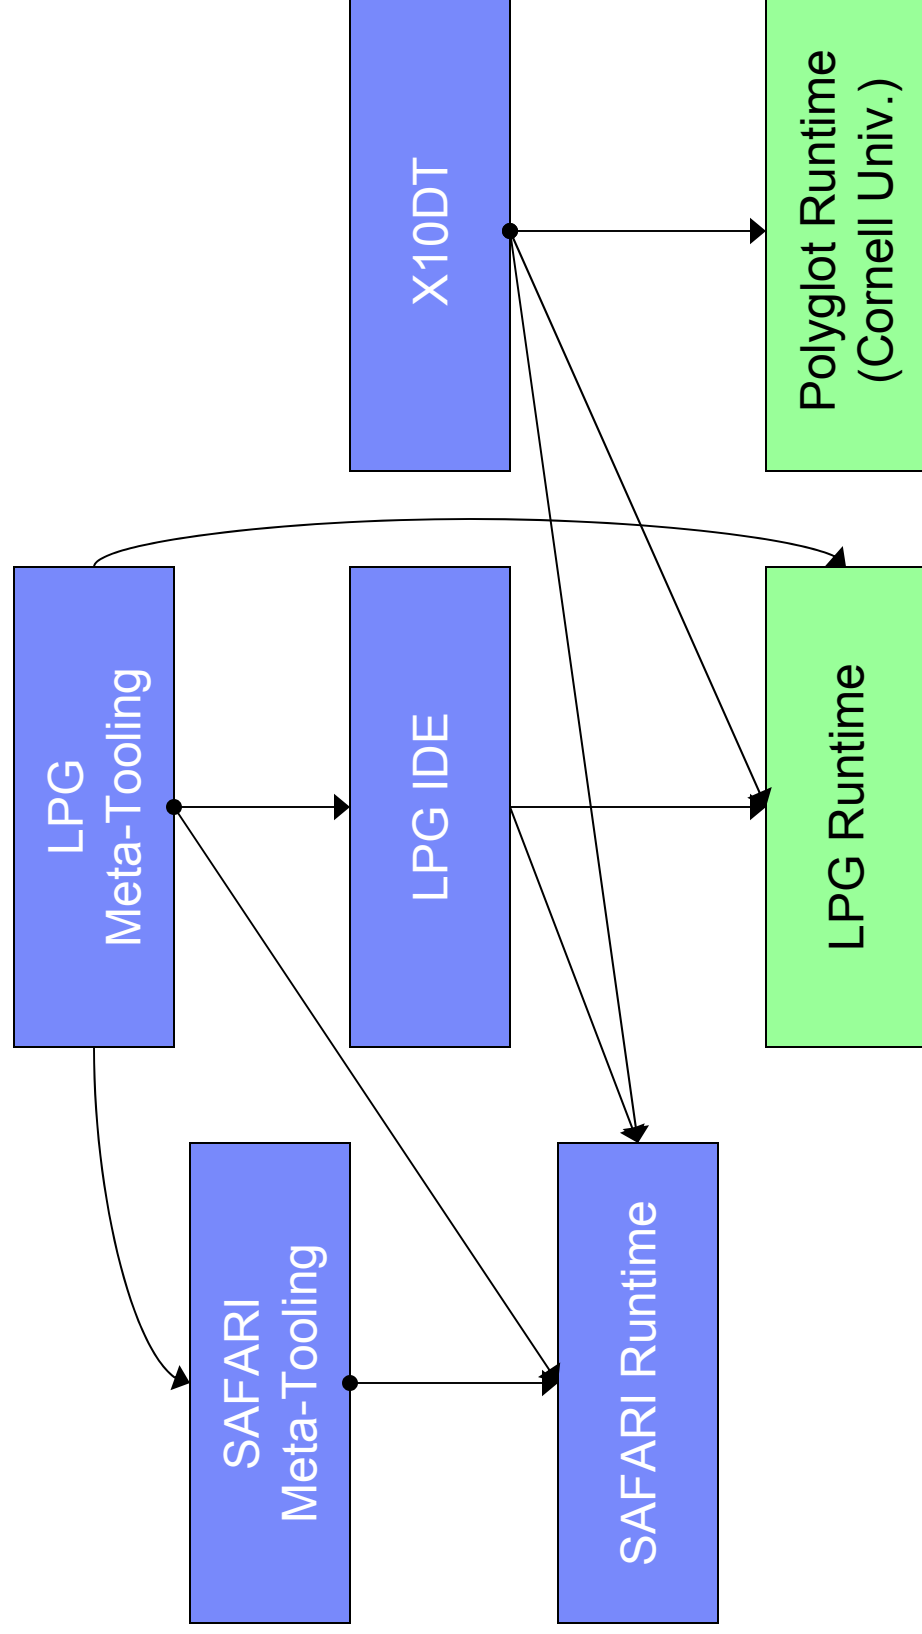 LPG
Meta-Tooling
SAFARI
Meta-Tooling
X10DT
LPG IDE
SAFARI Runtime
Polyglot Runtime
(Cornell Univ.)
LPG Runtime